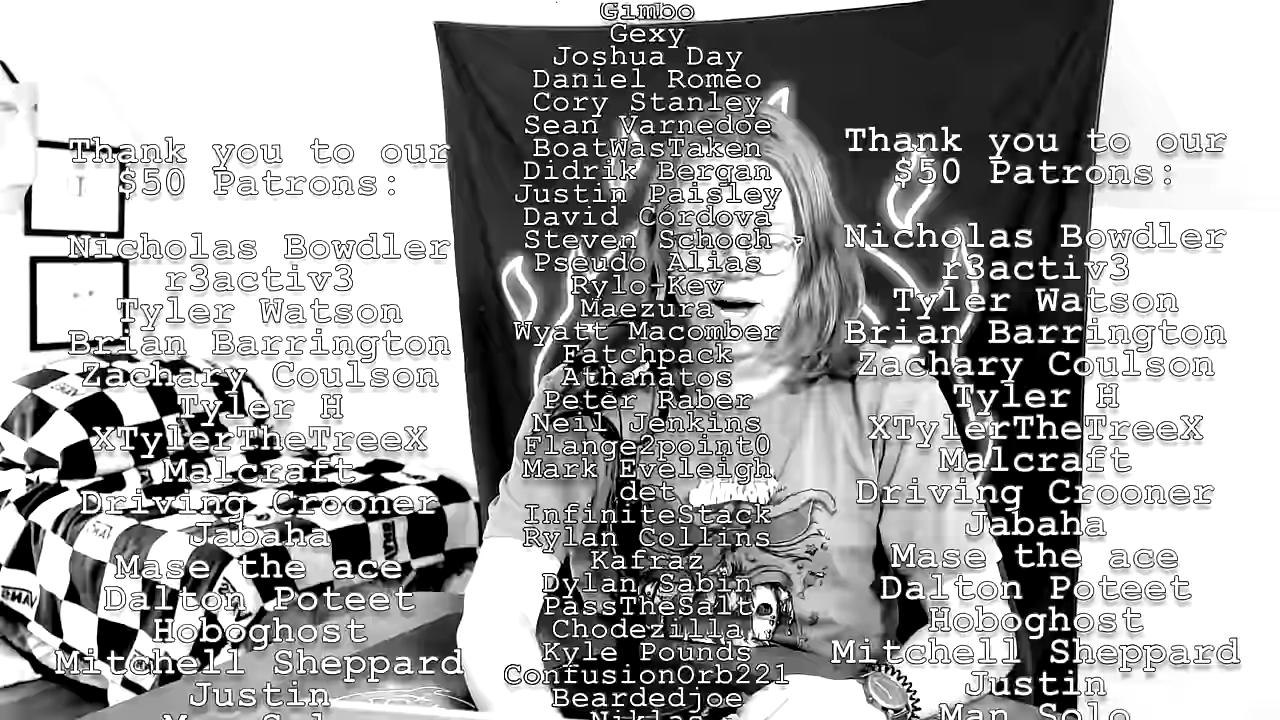 Thank you to our
$50 Patrons:
Nicholas Bowdler
r3activ3
Tyler Watson
Brian Barrington
Zachary Coulson
Tyler H
XTylerTheTreeX
Malcraft
Driving Crooner
Jabaha
Mase the ace
Dalton Poteet
Hoboghost
Mitchell Sheppard
Justin
Gimbo
Gexy
Joshua Day
Daniel Romeo
Cory Stanley
Sean Varnedoe
BoatWasTaken
Didrik Bergan
Justin Paisley
David Córdova
Steven Schoch
Pseudo Alias
Rylo-Kev
Maezura
Wyatt Macomber
Fatchpack
Athanatos
Peter Raber
Neil Jenkins
Flange2point0
Mark Eveleigh
det
InfiniteStack
Rylan Collins
Kafraz
Dylan Sabin
PassTheSalt
Chodezilla
Kyle Pounds
ConfusionOrb221
Beardedjoe
Thank you to our
$50 Patrons:
Nicholas Bowdler
r3activ3
Tyler Watson
Brian Barrington
Zachary Coulson
Tyler H
XTylerTheTreeX
Malcraft
Driving Crooner
Jabaha
Mase the ace
Dalton Poteet
Hoboghost
Mitchell Sheppard
Justin
Man Solo